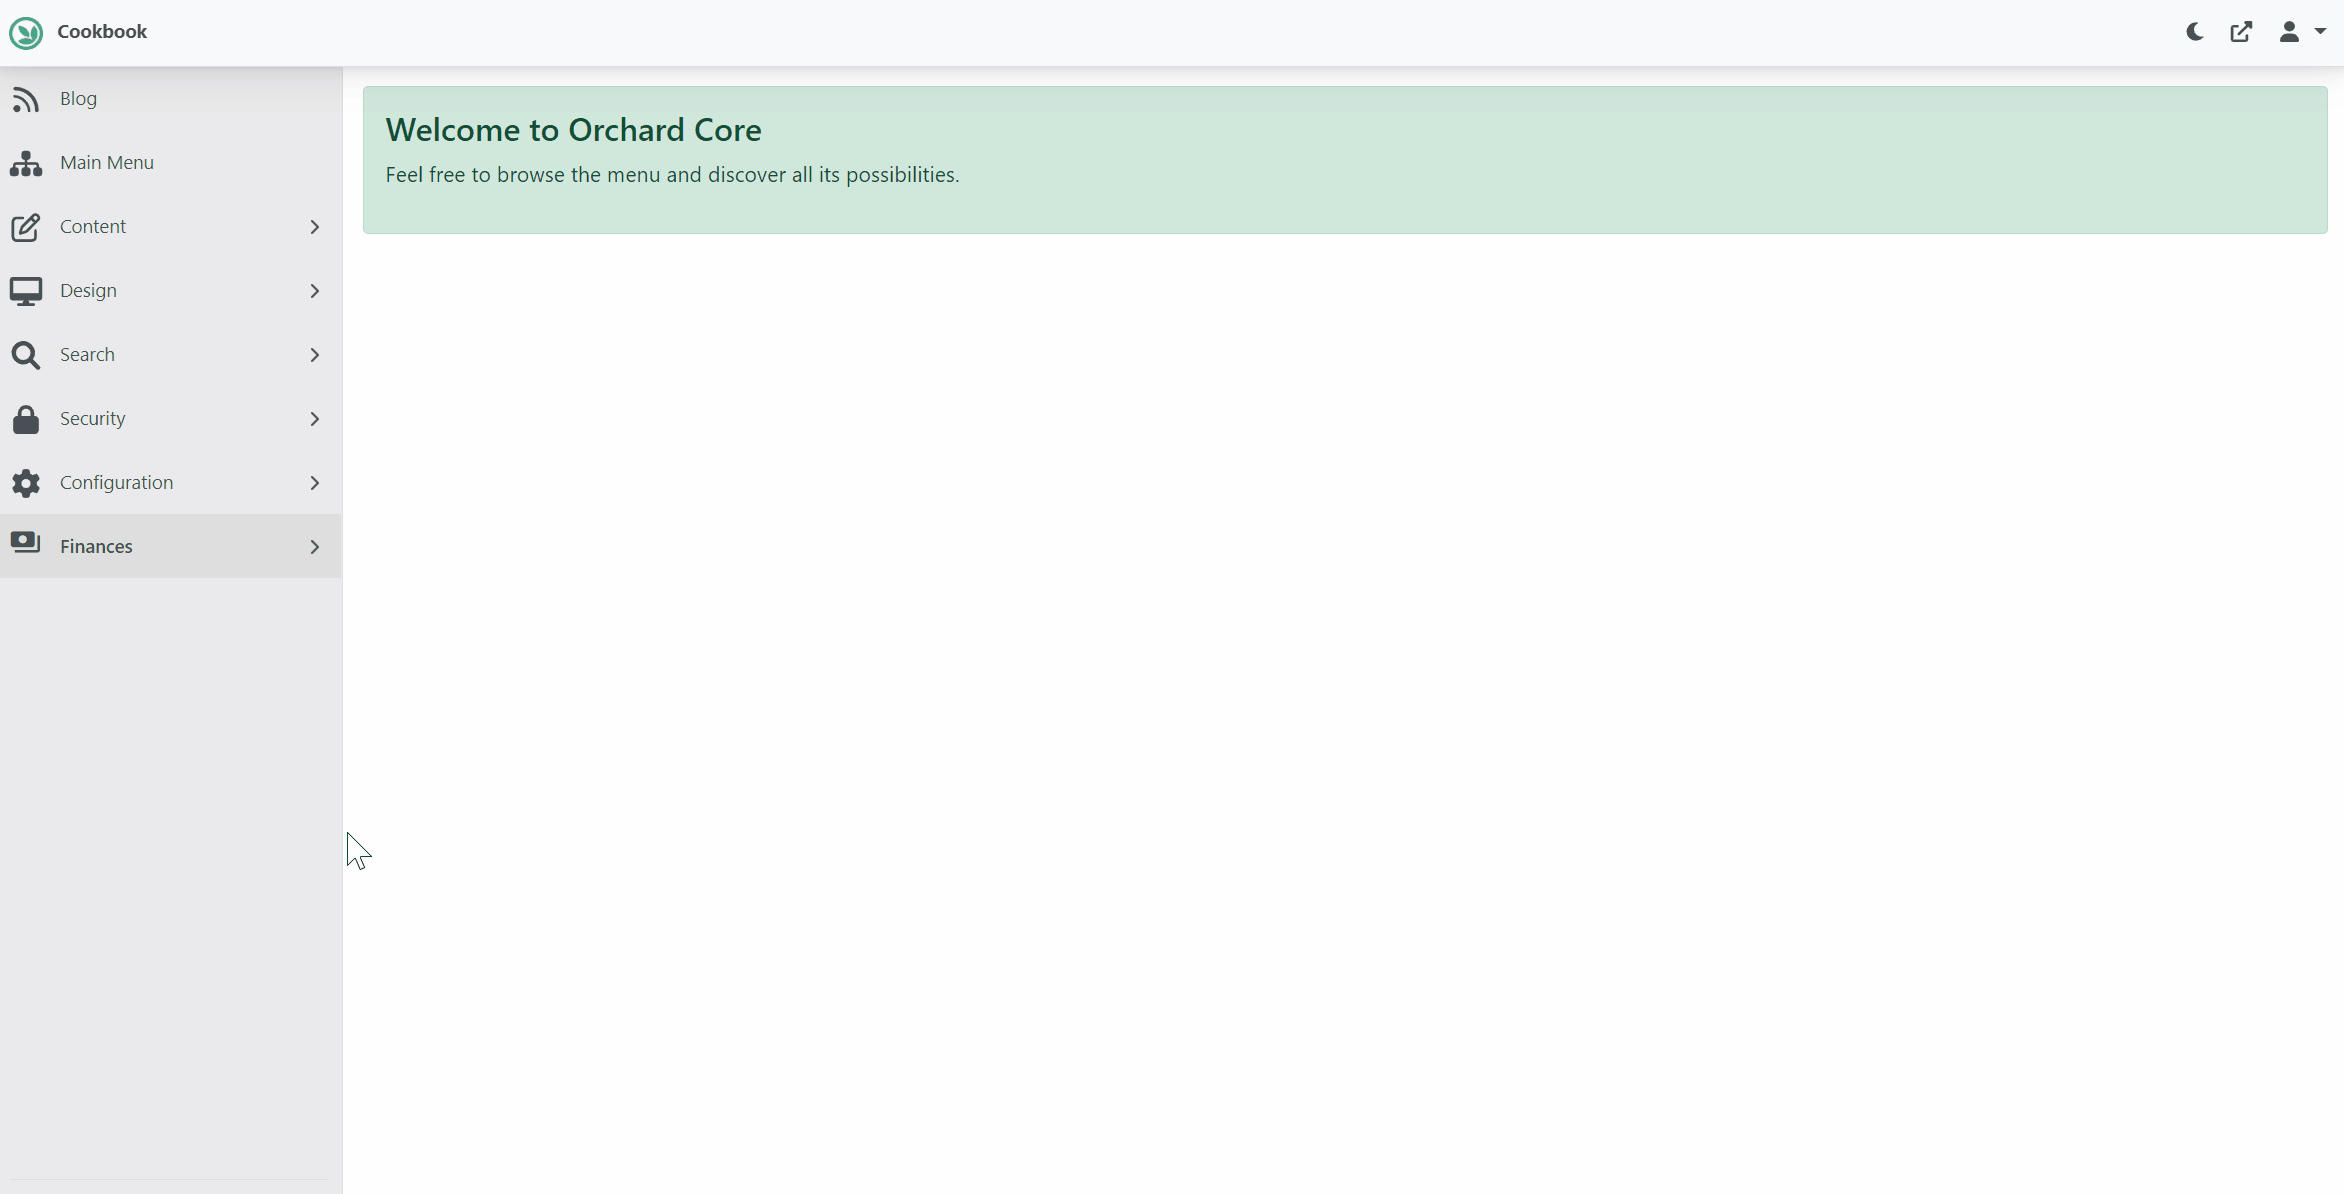 Cookbook
Blog
Main Menu
Content
Design
Search
Security
Configuration
Finances
Welcome to Orchard Core
Feel free to browse the menu and discover all its possibilities.